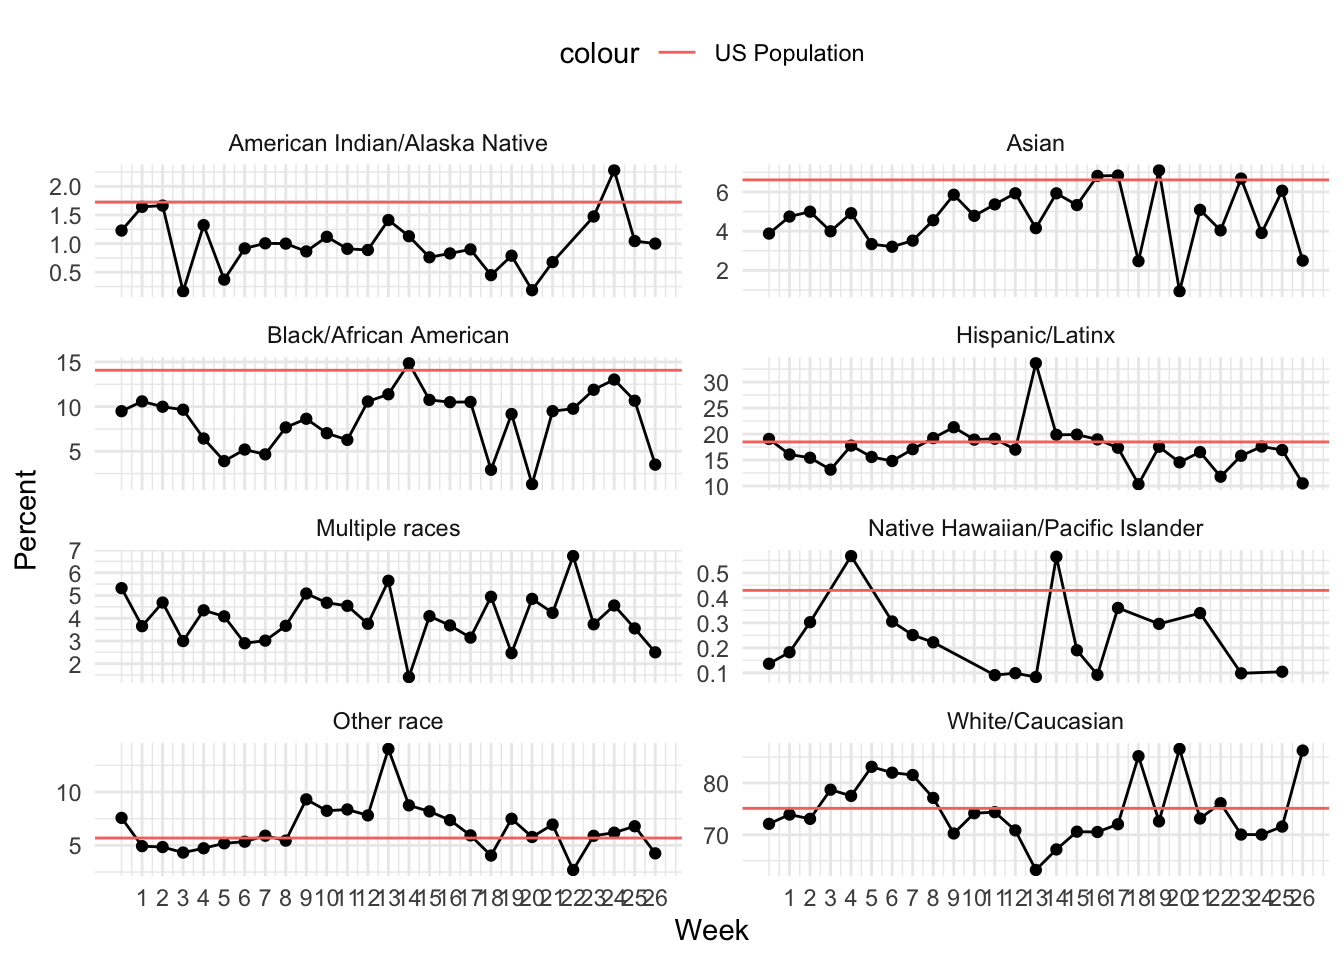 colour US Population
American Indian/Alaska Native
2.0
1.5
1.0
0.5
Asian
6
4
2
Black/African American
15
10
5
Hispanic/Latinx
30
25
20
15
10
Percent
Multiple races
7
6
5
4
3
2
Native Hawaiian/Pacific Islander
0.5
0.4
0.3
0.2
0.1
Other race
10
5
White/Caucasian
80
70
1 2 3 4 5 6 7 8 9 10 11 12 13 14 15 16 17 18 19 20 21 22 23 24 25 26
1 2 3 4 5 6 7 8 9 10 11 12 13 14 15 16 17 18 19 20 21 22 23 24 25 26
Week